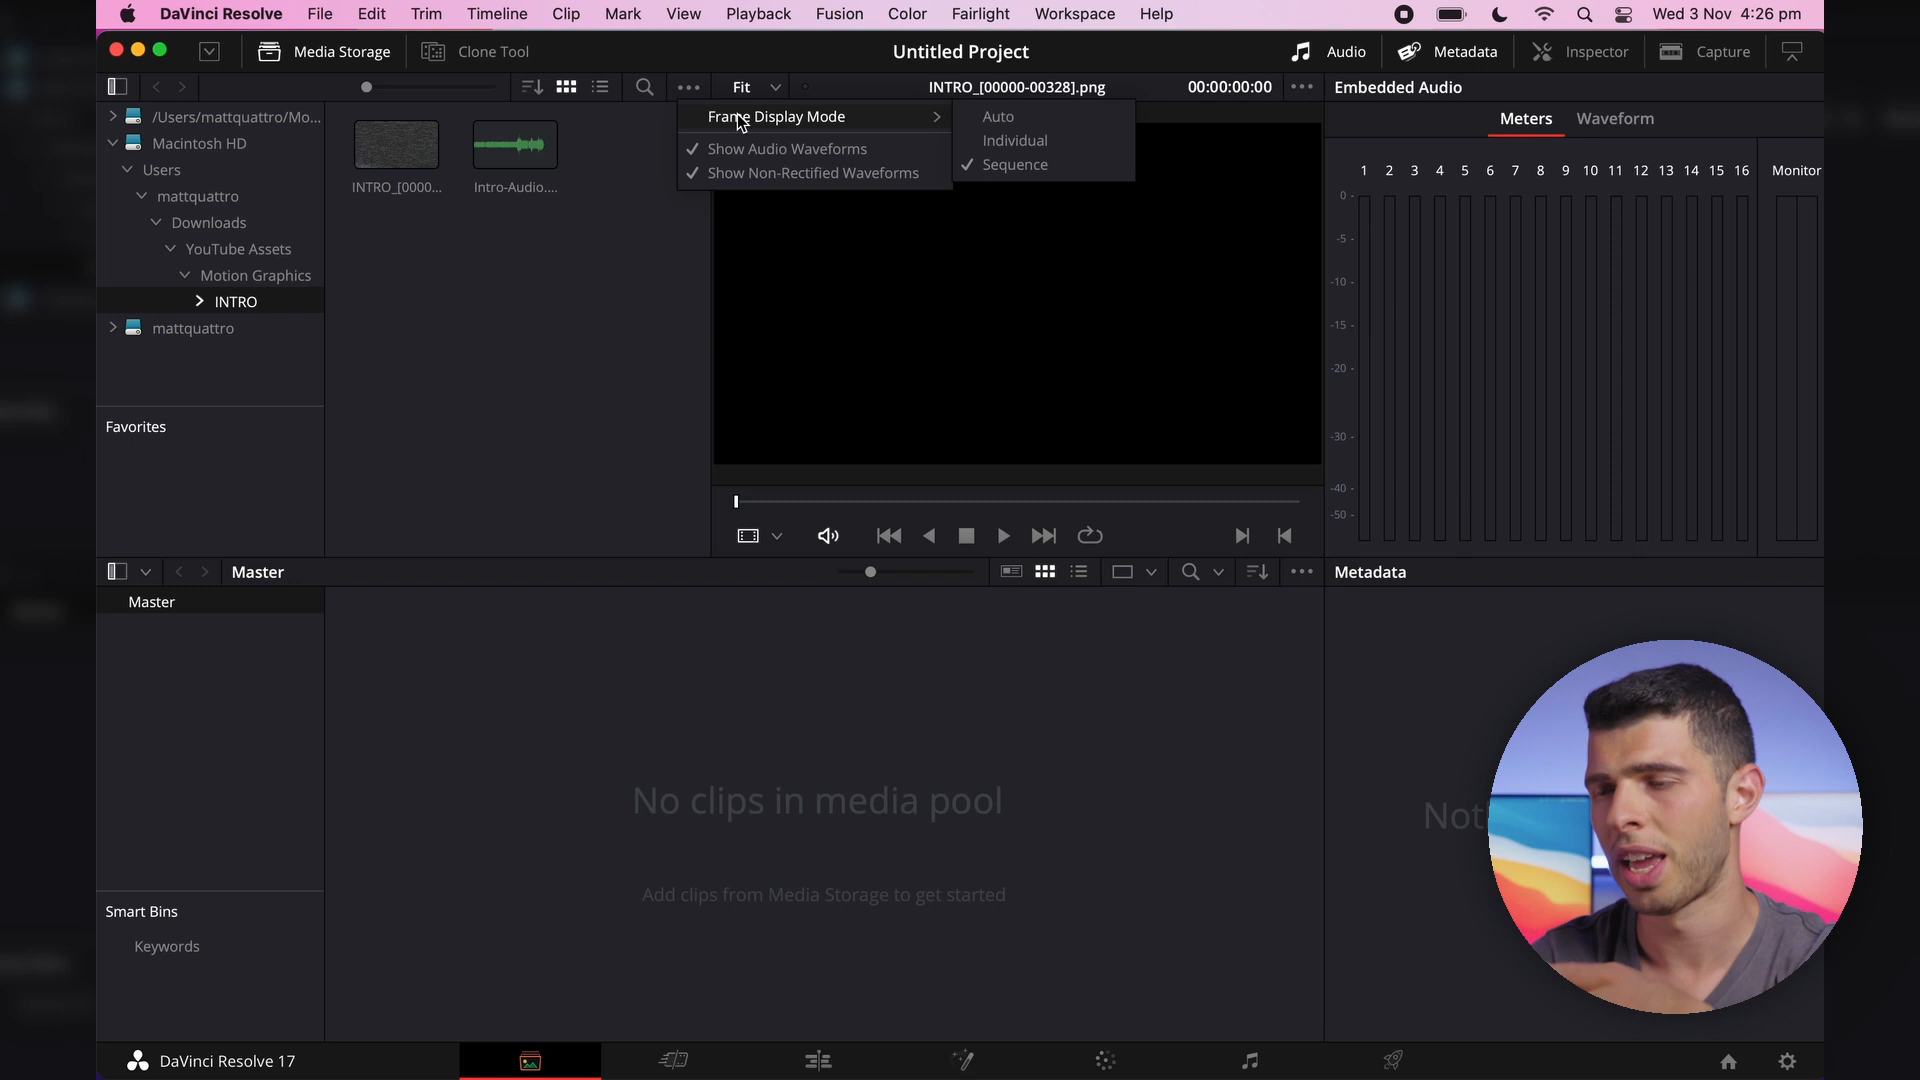 DaVinci Resolve File Edit Trim Timeline Clip Mark View Playback Fusion Color Fairlight Workspace Help Wed 3 Nov 4:26 pm
Media Storage Clone Tool Untitled Project Audio Metadata Inspector Capture
Fit INTRO_[00000-00328].png 00:00:00:00 Embedded Audio
/Users/mattquattro/Mo...
Macintosh HD
Users
mattquattro
Downloads
YouTube Assets
Motion Graphics
INTRO
mattquattro
Favorites
INTRO_[0000... Intro-Audio....
Frame Display Mode
Show Audio Waveforms
Show Non-Rectified Waveforms
Auto
Individual
Sequence
Meters Waveform
1 2 3 4 5 6 7 8 9 10 11 12 13 14 15 16 Monitor
0 -
-5 -
-10 -
-15 -
-20 -
-30 -
-40 -
-50 -
Master Metadata
Master
No clips in media pool
Add clips from Media Storage to get started
Smart Bins
Keywords
DaVinci Resolve 17